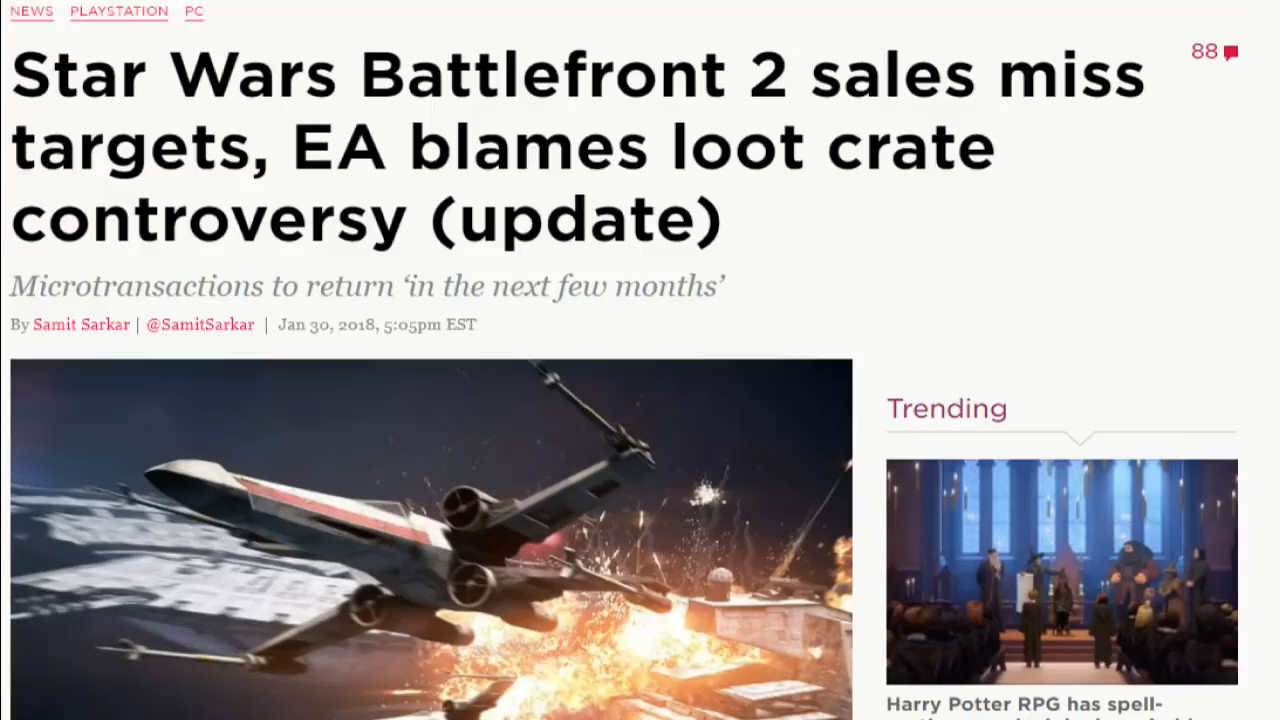 NEWS PLAYSTATION PC
88
Star Wars Battlefront 2 sales miss
targets, EA blames loot crate
controversy (update)
Microtransactions to return ‘in the next few months’
By Samit Sarkar | @SamitSarkar | Jan 30, 2018, 5:05pm EST
Trending
Harry Potter RPG has spell-